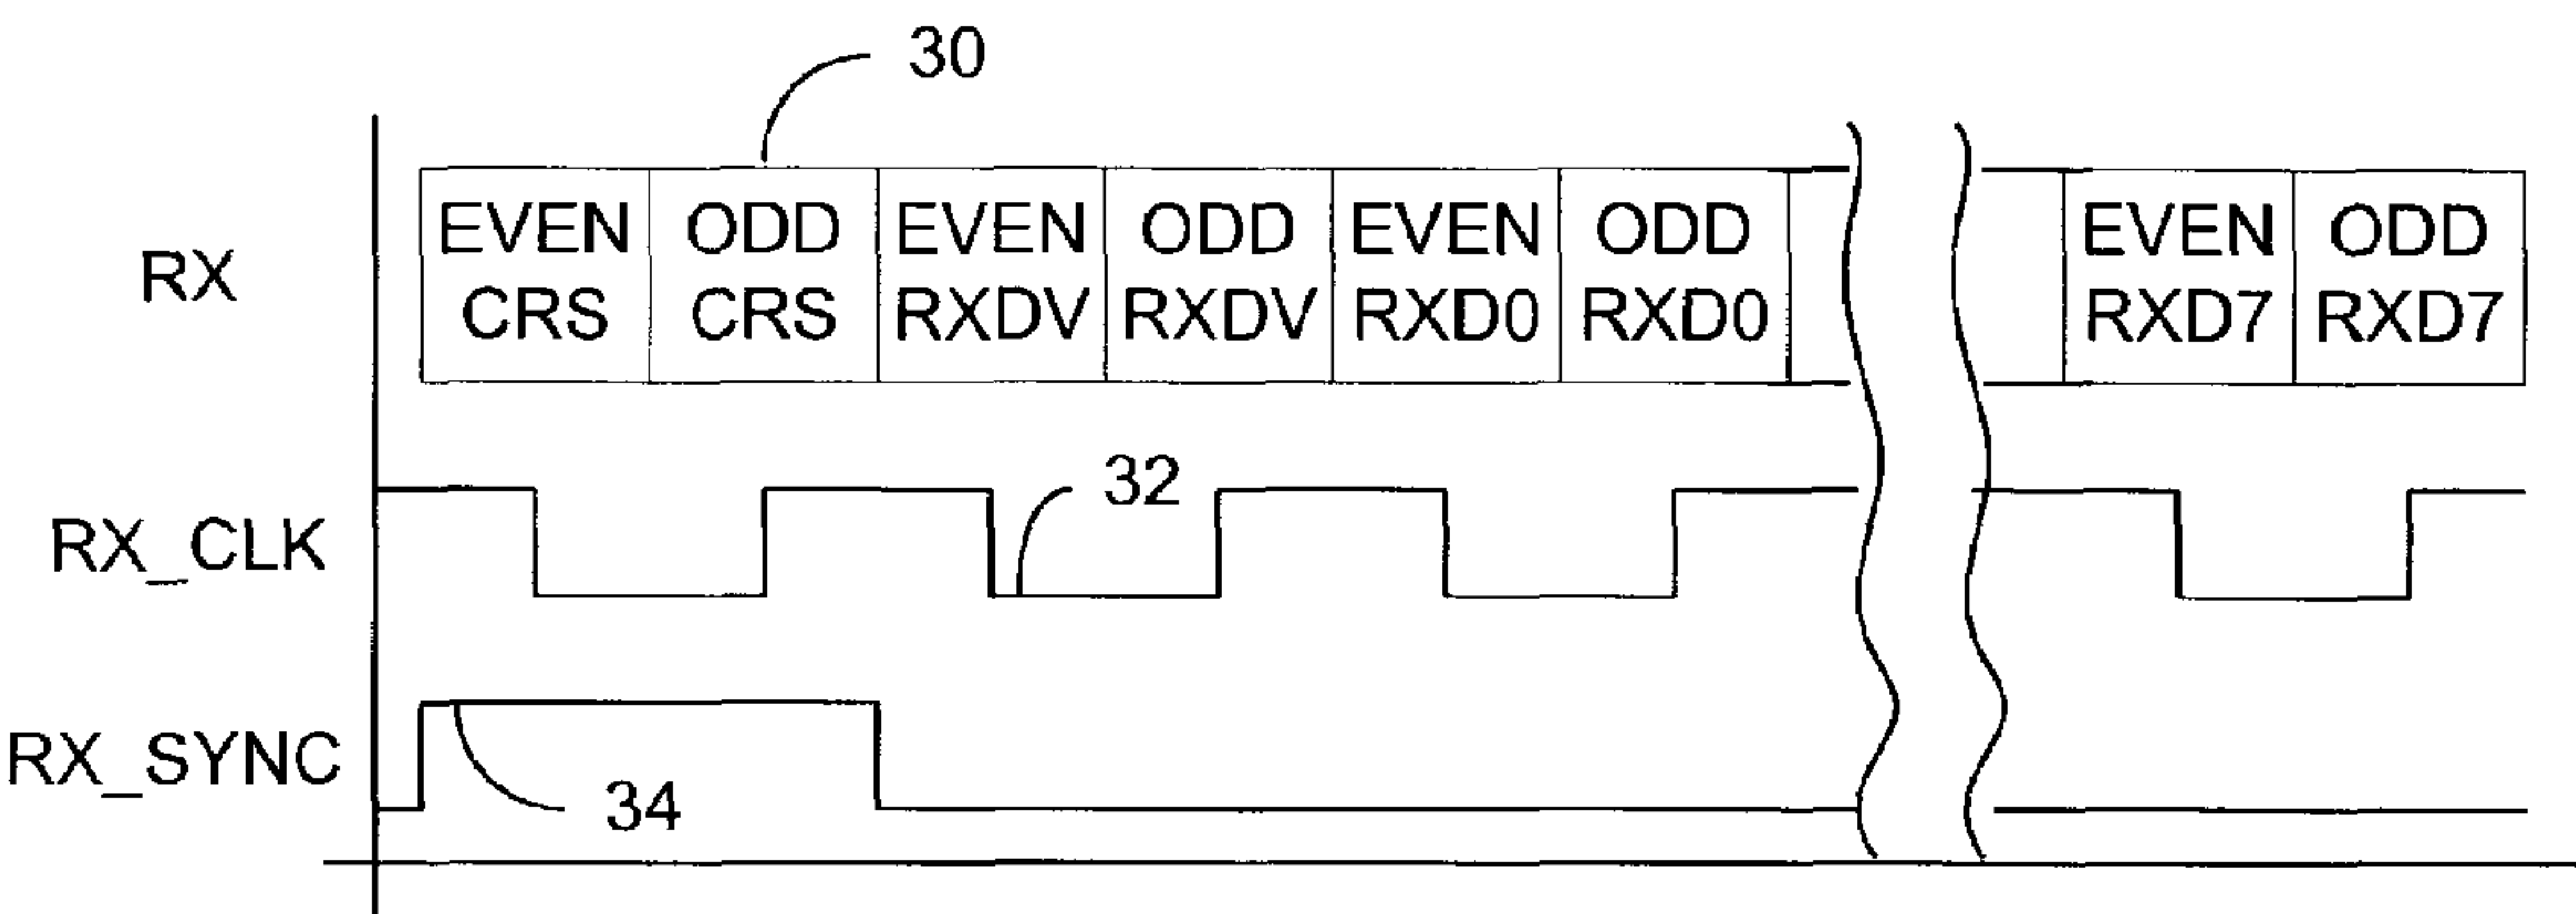 30
RX
EVEN CRS
ODD CRS
EVEN RXDV
ODD RXDV
EVEN RXD0
ODD RXD0
EVEN RXD7
ODD RXD7
RX_CLK
32
RX_SYNC
34